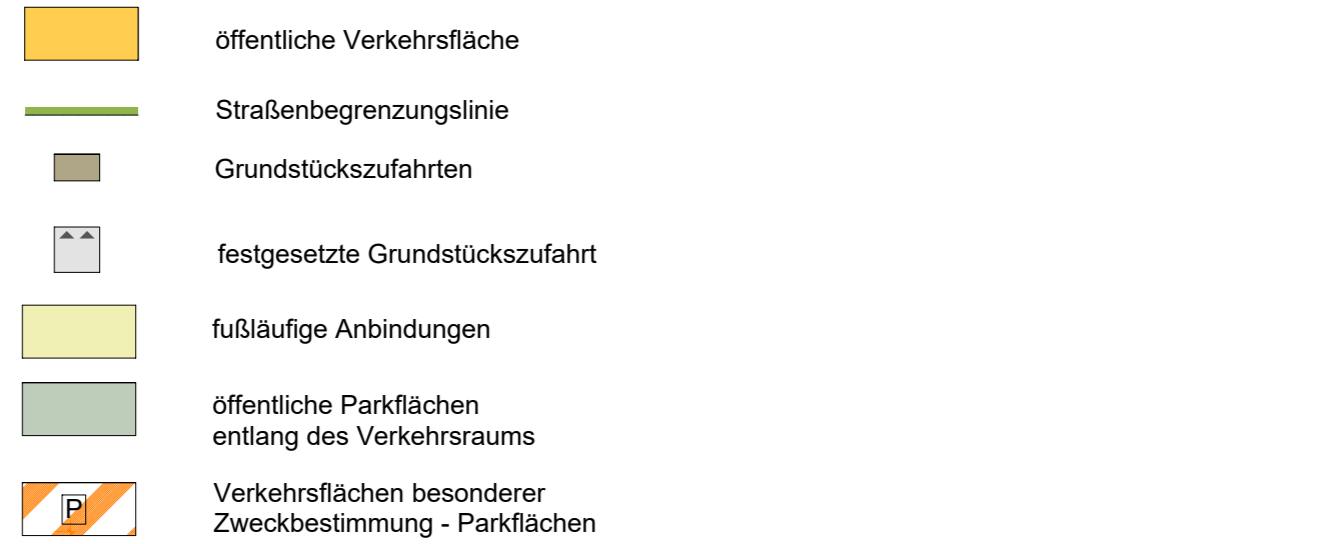 öffentliche Verkehrsfläche
Straßenbegrenzungslinie
Grundstückszufahrten
festgesetzte Grundstückszufahrt
fußläufige Anbindungen
öffentliche Parkflächen
entlang des Verkehrsraums
P
Verkehrsflächen besonderer
Zweckbestimmung - Parkflächen